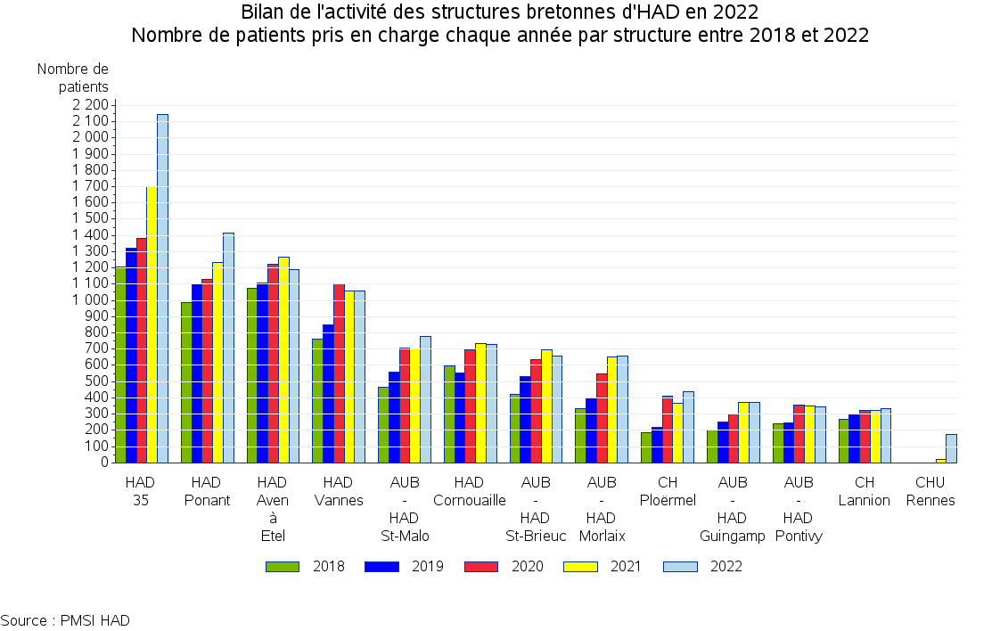 Bilan de l'activité des structures bretonnes d'HAD en 2022
Nombre de patients pris en charge chaque année par structure entre 2018 et 2022
Nombre de
patients
2 200
2 100
2 000
1 900
1 800
1 700
1 600
1 500
1 400
1 300
1 200
1 100
1 000
900
800
700
600
500
400
300
200
100
0
HAD
35
HAD
Ponant
HAD
Aven
à
Etel
HAD
Vannes
AUB
-
HAD
St-Malo
HAD
Cornouaille
AUB
-
HAD
St-Brieuc
AUB
-
HAD
Morlaix
CH
Ploërmel
AUB
-
HAD
Guingamp
AUB
-
HAD
Pontivy
CH
Lannion
CHU
Rennes
2018 2019 2020 2021 2022
Source : PMSI HAD